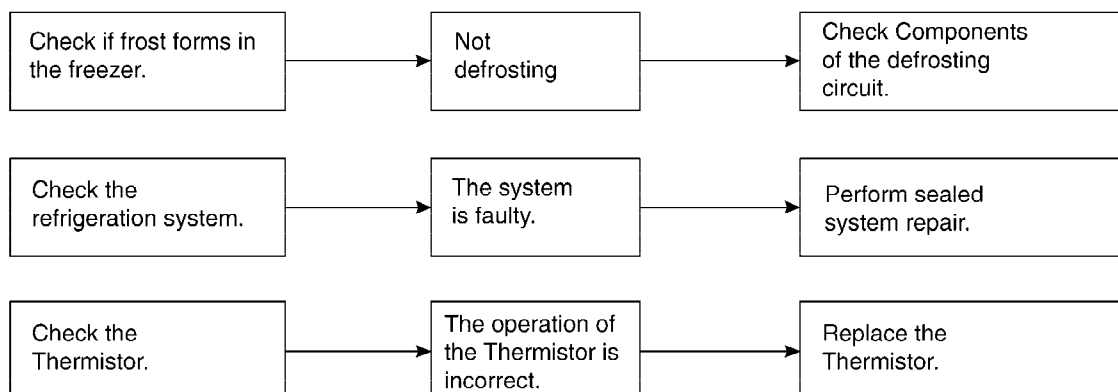 Check if frost forms in
the freezer.
Not
defrosting
Check Components
of the defrosting
circuit.
Check the
refrigeration system.
The system
is faulty.
Perform sealed
system repair.
Check the
Thermistor.
The operation of
the Thermistor is
incorrect.
Replace the
Thermistor.